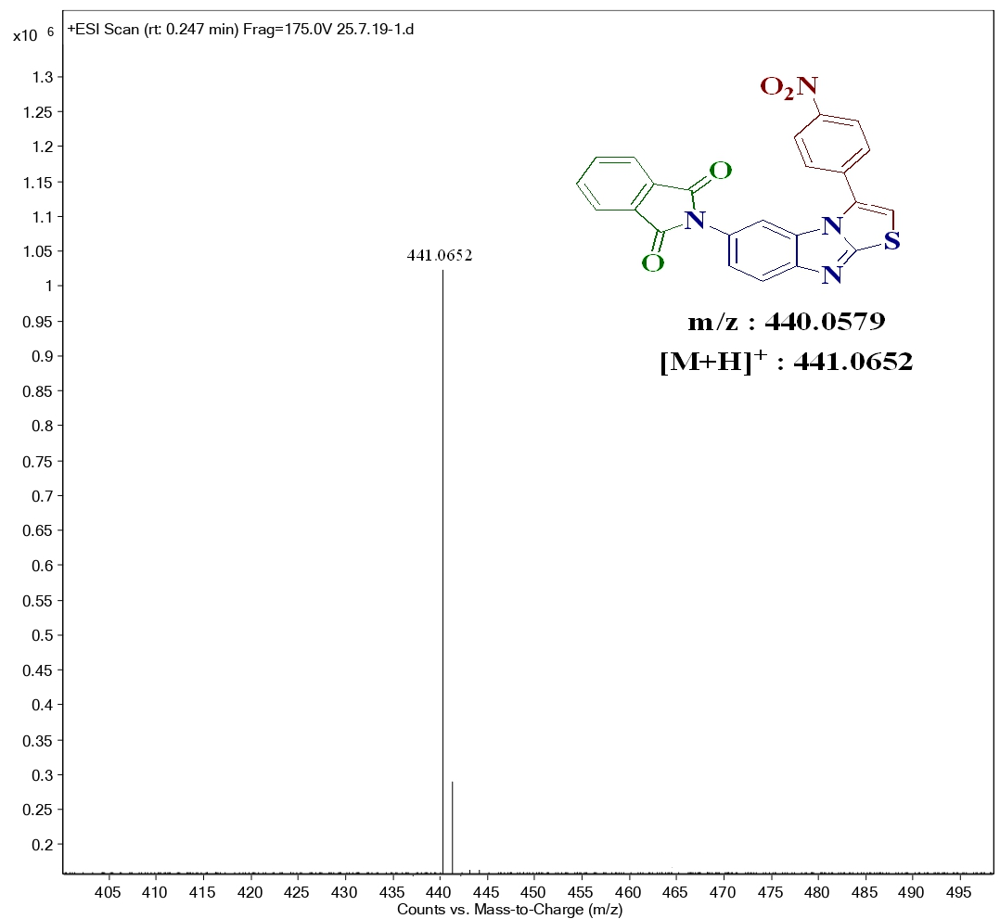 x10 6
+ESI Scan (rt: 0.247 min) Frag=175.0V 25.7.19-1.d
1.3
1.25
1.2
1.15
1.1
1.05
1
0.95
0.9
0.85
0.8
0.75
0.7
0.65
0.6
0.55
0.5
0.45
0.4
0.35
0.3
0.25
0.2
441.0652
O2N
O
N
O
N
N
S
m/z : 440.0579
[M+H]+ : 441.0652
405 410 415 420 425 430 435 440 445 450 455 460 465 470 475 480 485 490 495
Counts vs. Mass-to-Charge (m/z)